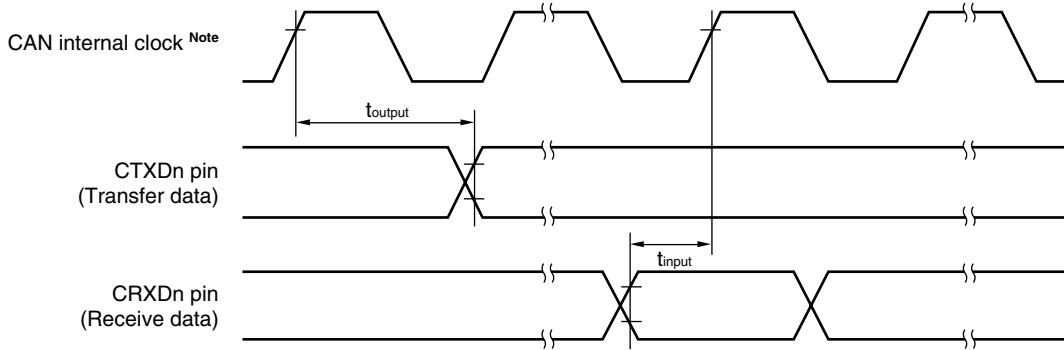 CAN internal clock Note
toutput
CTXDn pin
(Transfer data)
tinput
CRXDn pin
(Receive data)